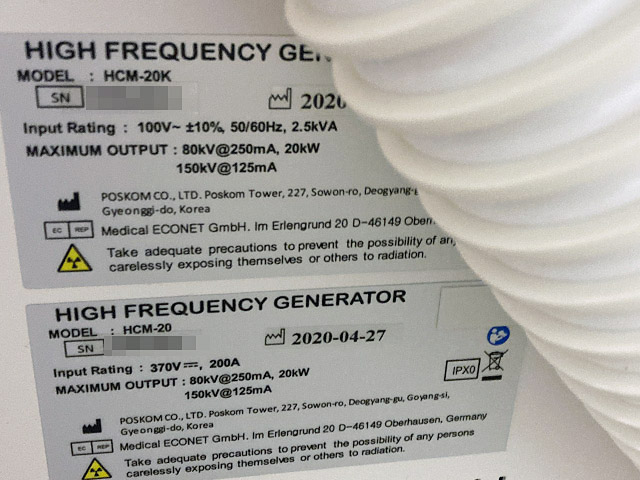 HIGH FREQUENCY GEN
MODEL : HCM-20K
SN
2020
Input Rating : 100V~ ±10%, 50/60Hz, 2.5kVA
MAXIMUM OUTPUT : 80kV@250mA, 20kW
150kV@125mA
POSKOM CO., LTD. Poskom Tower, 227, Sowon-ro, Deogyang-g
Gyeonggi-do, Korea
EC REP Medical ECONET GmbH. Im Erlengrund 20 D-46149 Ober
Take adequate precautions to prevent the possibility of any
carelessly exposing themselves or others to radiation.
HIGH FREQUENCY GENERATOR
MODEL : HCM-20
SN
2020-04-27
Input Rating : 370V⎓, 200A
IPX0
MAXIMUM OUTPUT : 80kV@250mA, 20kW
150kV@125mA
POSKOM CO., LTD. Poskom Tower, 227, Sowon-ro, Deogyang-gu, Goyang-si,
Gyeonggi-do, Korea
EC REP Medical ECONET GmbH. Im Erlengrund 20 D-46149 Oberhausen, Germany
Take adequate precautions to prevent the possibility of any persons
carelessly exposing themselves or others to radiation.